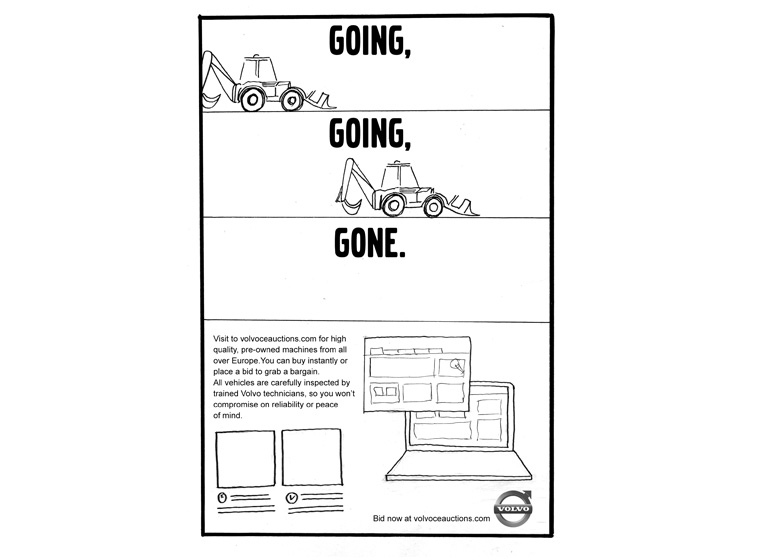 GOING,
GOING,
GONE.
Visit to volvoceauctions.com for high
quality, pre-owned machines from all
over Europe.You can buy instantly or
place a bid to grab a bargain.
All vehicles are carefully inspected by
trained Volvo technicians, so you won't
compromise on reliability or peace
of mind.
Bid now at volvoceauctions.com
VOLVO